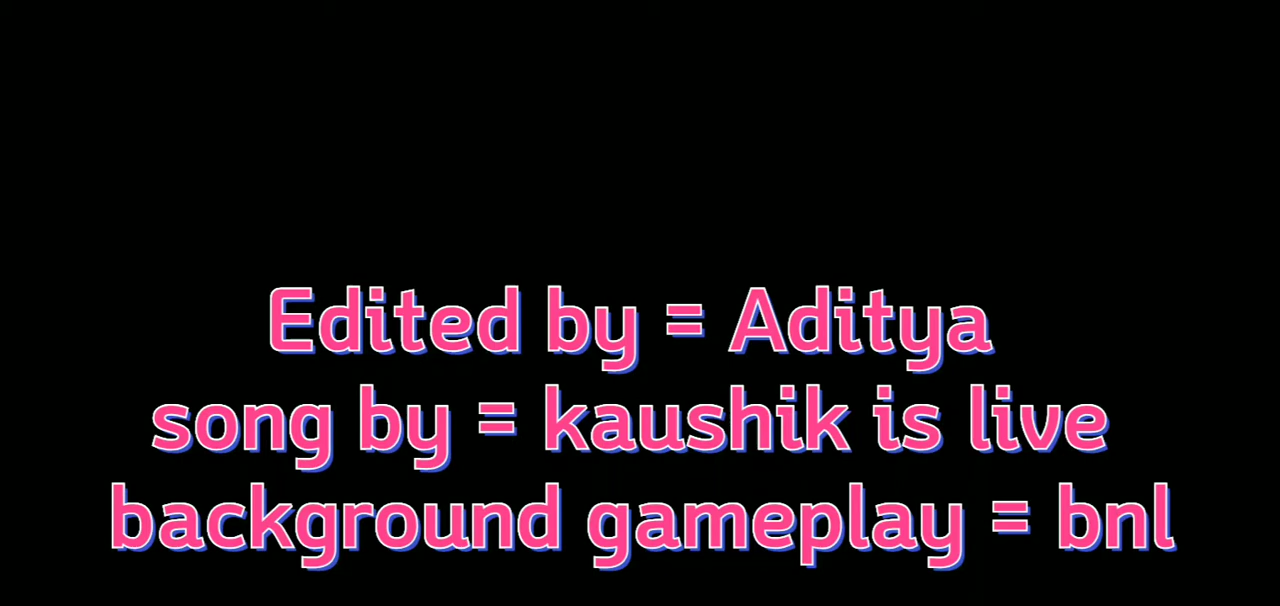 Edited by = Aditya
song by = kaushik is live
background gameplay = bnl